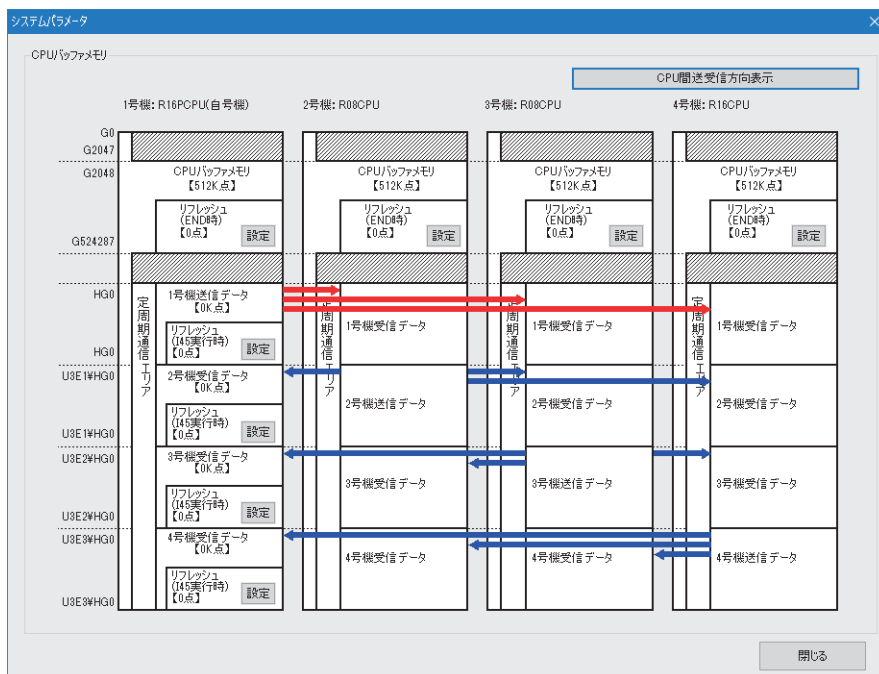 システムパラメータ
CPUバッファメモリ
CPU間送受信方向表示
1号機: R16PCPU(自号機)
2号機: R08CPU
3号機: R08CPU
4号機: R16CPU
G0
G2047
G2048
G524287
CPUバッファメモリ
【512K点】
リフレッシュ
(END時)
【0点】
設定
CPUバッファメモリ
【512K点】
リフレッシュ
(END時)
【0点】
設定
CPUバッファメモリ
【512K点】
リフレッシュ
(END時)
【0点】
設定
CPUバッファメモリ
【512K点】
リフレッシュ
(END時)
【0点】
設定
HG0
HG0
U3E1¥HG0
U3E1¥HG0
U3E2¥HG0
U3E2¥HG0
U3E3¥HG0
U3E3¥HG0
定周期通信エリア
1号機送信データ
【0K点】
リフレッシュ
(I45実行時)
【0点】
設定
2号機受信データ
【0K点】
リフレッシュ
(I45実行時)
【0点】
設定
3号機受信データ
【0K点】
リフレッシュ
(I45実行時)
【0点】
設定
4号機受信データ
【0K点】
リフレッシュ
(I45実行時)
【0点】
設定
定周期通信エリア
1号機受信データ
2号機送信データ
3号機受信データ
4号機受信データ
定周期通信エリア
1号機受信データ
2号機受信データ
3号機送信データ
4号機受信データ
定周期通信エリア
1号機受信データ
2号機受信データ
3号機受信データ
4号機送信データ
閉じる